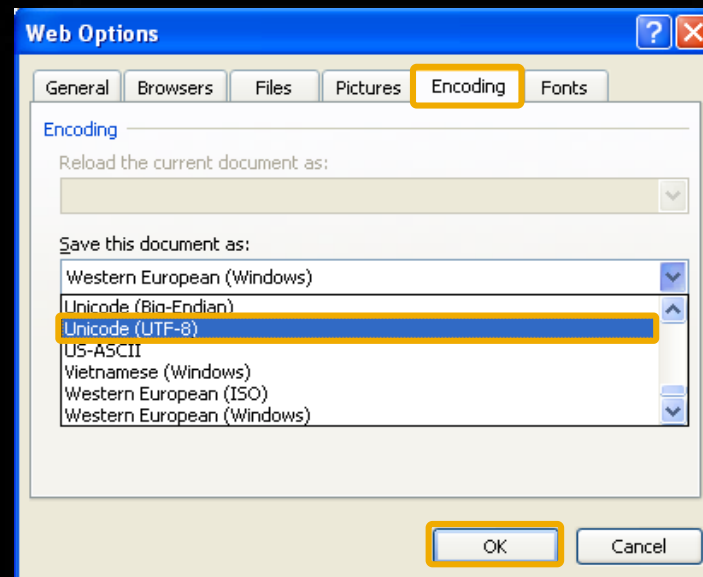 Web Options
General Browsers Files Pictures Encoding Fonts
Encoding
Reload the current document as:
Save this document as:
Western European (Windows)
Unicode (Big-Endian)
Unicode (UTF-8)
US-ASCII
Vietnamese (Windows)
Western European (ISO)
Western European (Windows)
OK Cancel